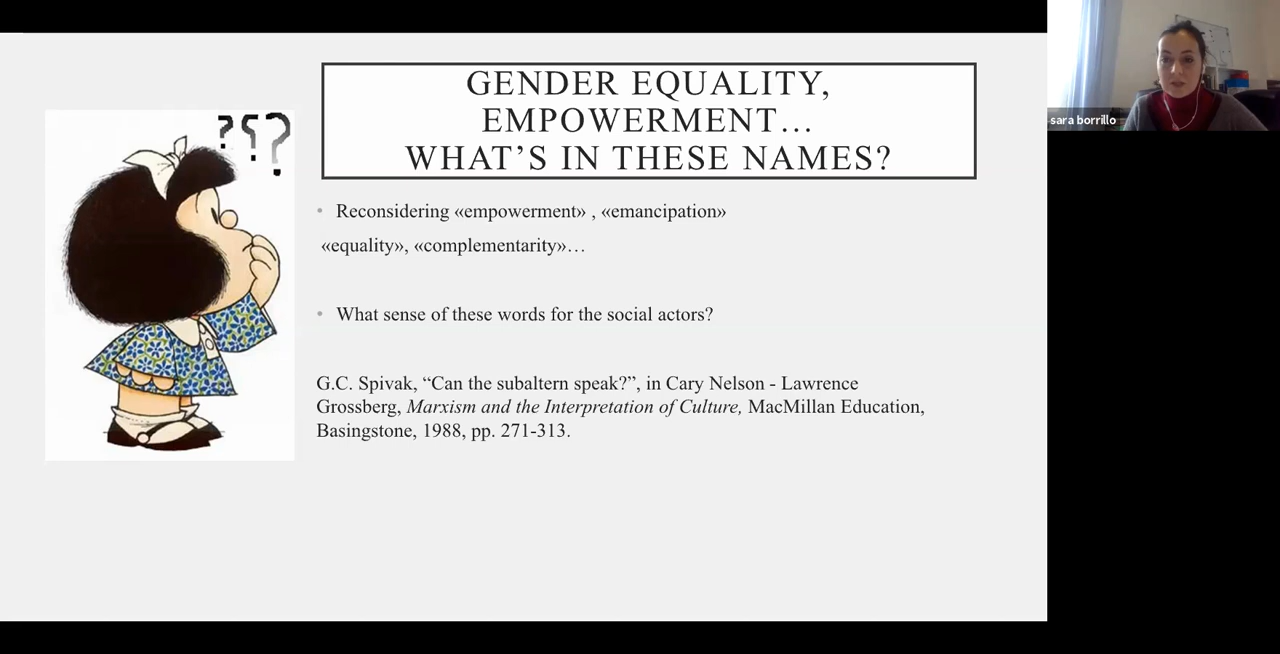 ? ? ?
GENDER EQUALITY,
EMPOWERMENT…
WHAT’S IN THESE NAMES?
• Reconsidering «empowerment» , «emancipation»
«equality», «complementarity»…
• What sense of these words for the social actors?
G.C. Spivak, “Can the subaltern speak?”, in Cary Nelson - Lawrence
Grossberg, Marxism and the Interpretation of Culture, MacMillan Education,
Basingstone, 1988, pp. 271-313.
sara borrillo